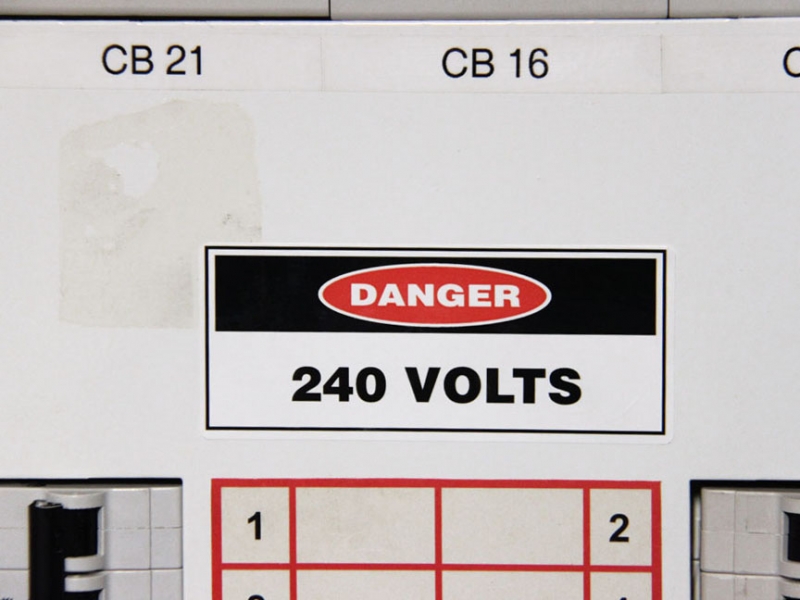 CB 21 CB 16
DANGER
240 VOLTS
1 2